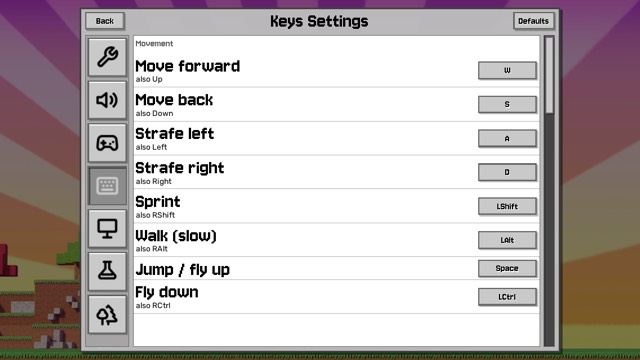 Back
Keys Settings
Defaults
Movement
Move forward
also Up
W
Move back
also Down
S
Strafe left
also Left
A
Strafe right
also Right
D
Sprint
also RShift
LShift
Walk (slow)
also RAlt
LAlt
Jump / fly up
Space
Fly down
also RCtrl
LCtrl